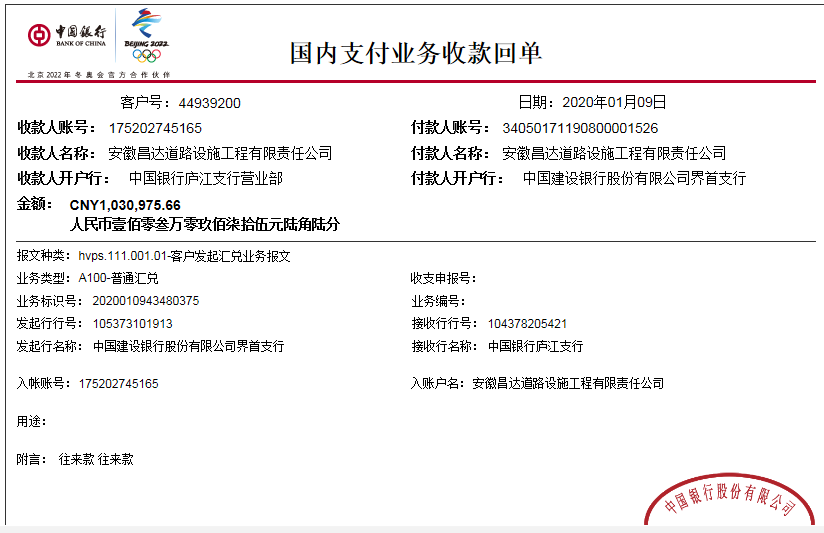 中国银行
BANK OF CHINA
BEIJING 2022
北京2022年冬奥会官方合作伙伴
国内支付业务收款回单
客户号：44939200 日期：2020年01月09日
收款人账号：175202745165 付款人账号：34050171190800001526
收款人名称：安徽昌达道路设施工程有限责任公司 付款人名称：安徽昌达道路设施工程有限责任公司
收款人开户行：中国银行庐江支行营业部 付款人开户行：中国建设银行股份有限公司界首支行
金额：CNY1,030,975.66
人民币壹佰零叁万零玖佰柒拾伍元陆角陆分
报文种类：hvps.111.001.01-客户发起汇兑业务报文
业务类型：A100-普通汇兑 收支申报号：
业务标识号：2020010943480375 业务编号：
发起行行号：105373101913 接收行行号：104378205421
发起行名称：中国建设银行股份有限公司界首支行 接收行名称：中国银行庐江支行
入帐账号：175202745165 入账户名：安徽昌达道路设施工程有限责任公司
用途：
附言：往来款 往来款
中国银行股份有限公司